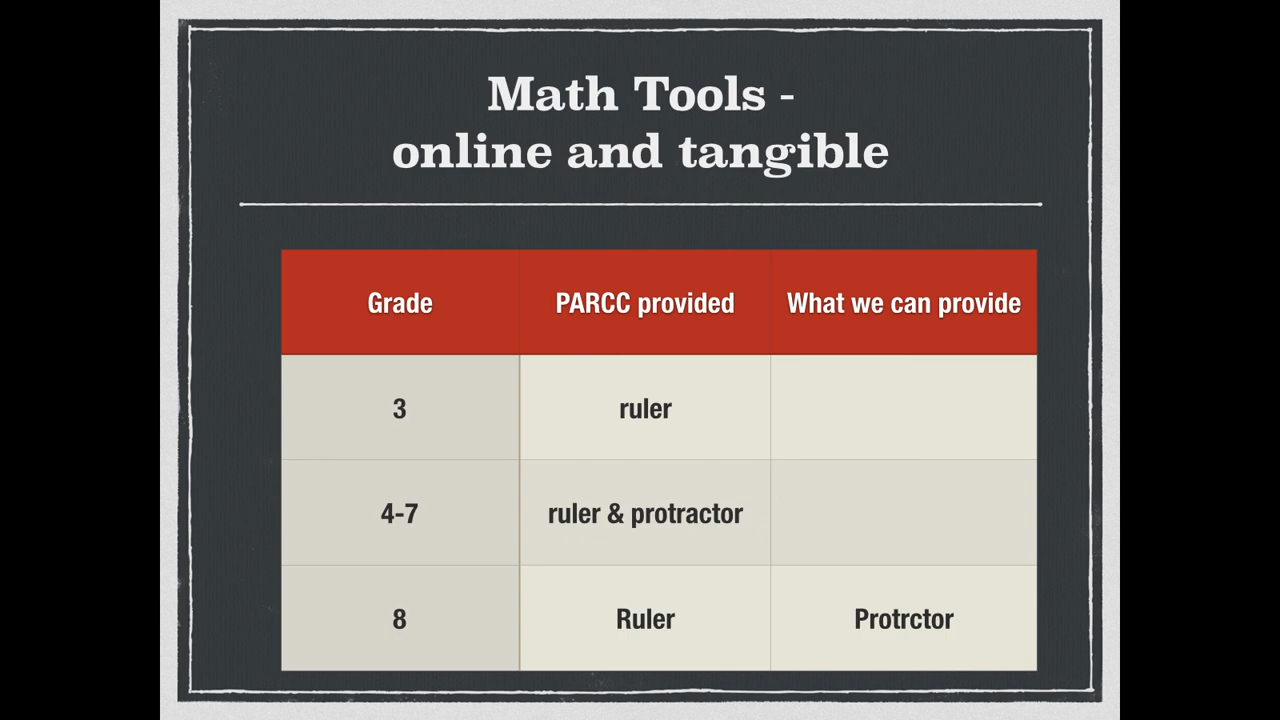 Math Tools -
online and tangible
Grade PARCC provided What we can provide
3 ruler
4-7 ruler & protractor
8 Ruler Protrctor